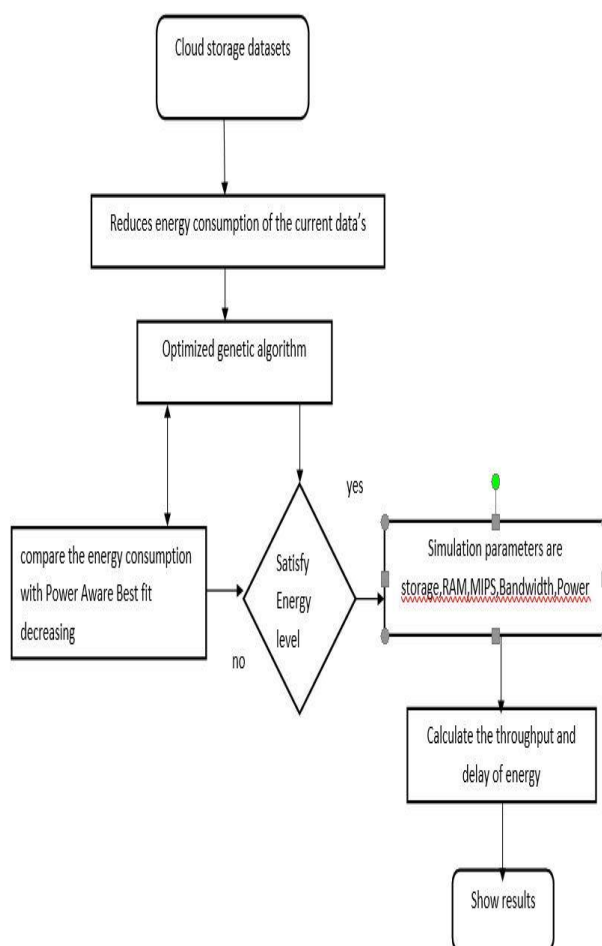 Cloud storage datasets
Reduces energy consumption of the current data's
Optimized genetic algorithm
yes
compare the energy consumption
with Power Aware Best fit
decreasing
Satisfy
Energy
level
no
Simulation parameters are
storage,RAM,MIPS,Bandwidth,Power
Calculate the throughput and
delay of energy
Show results